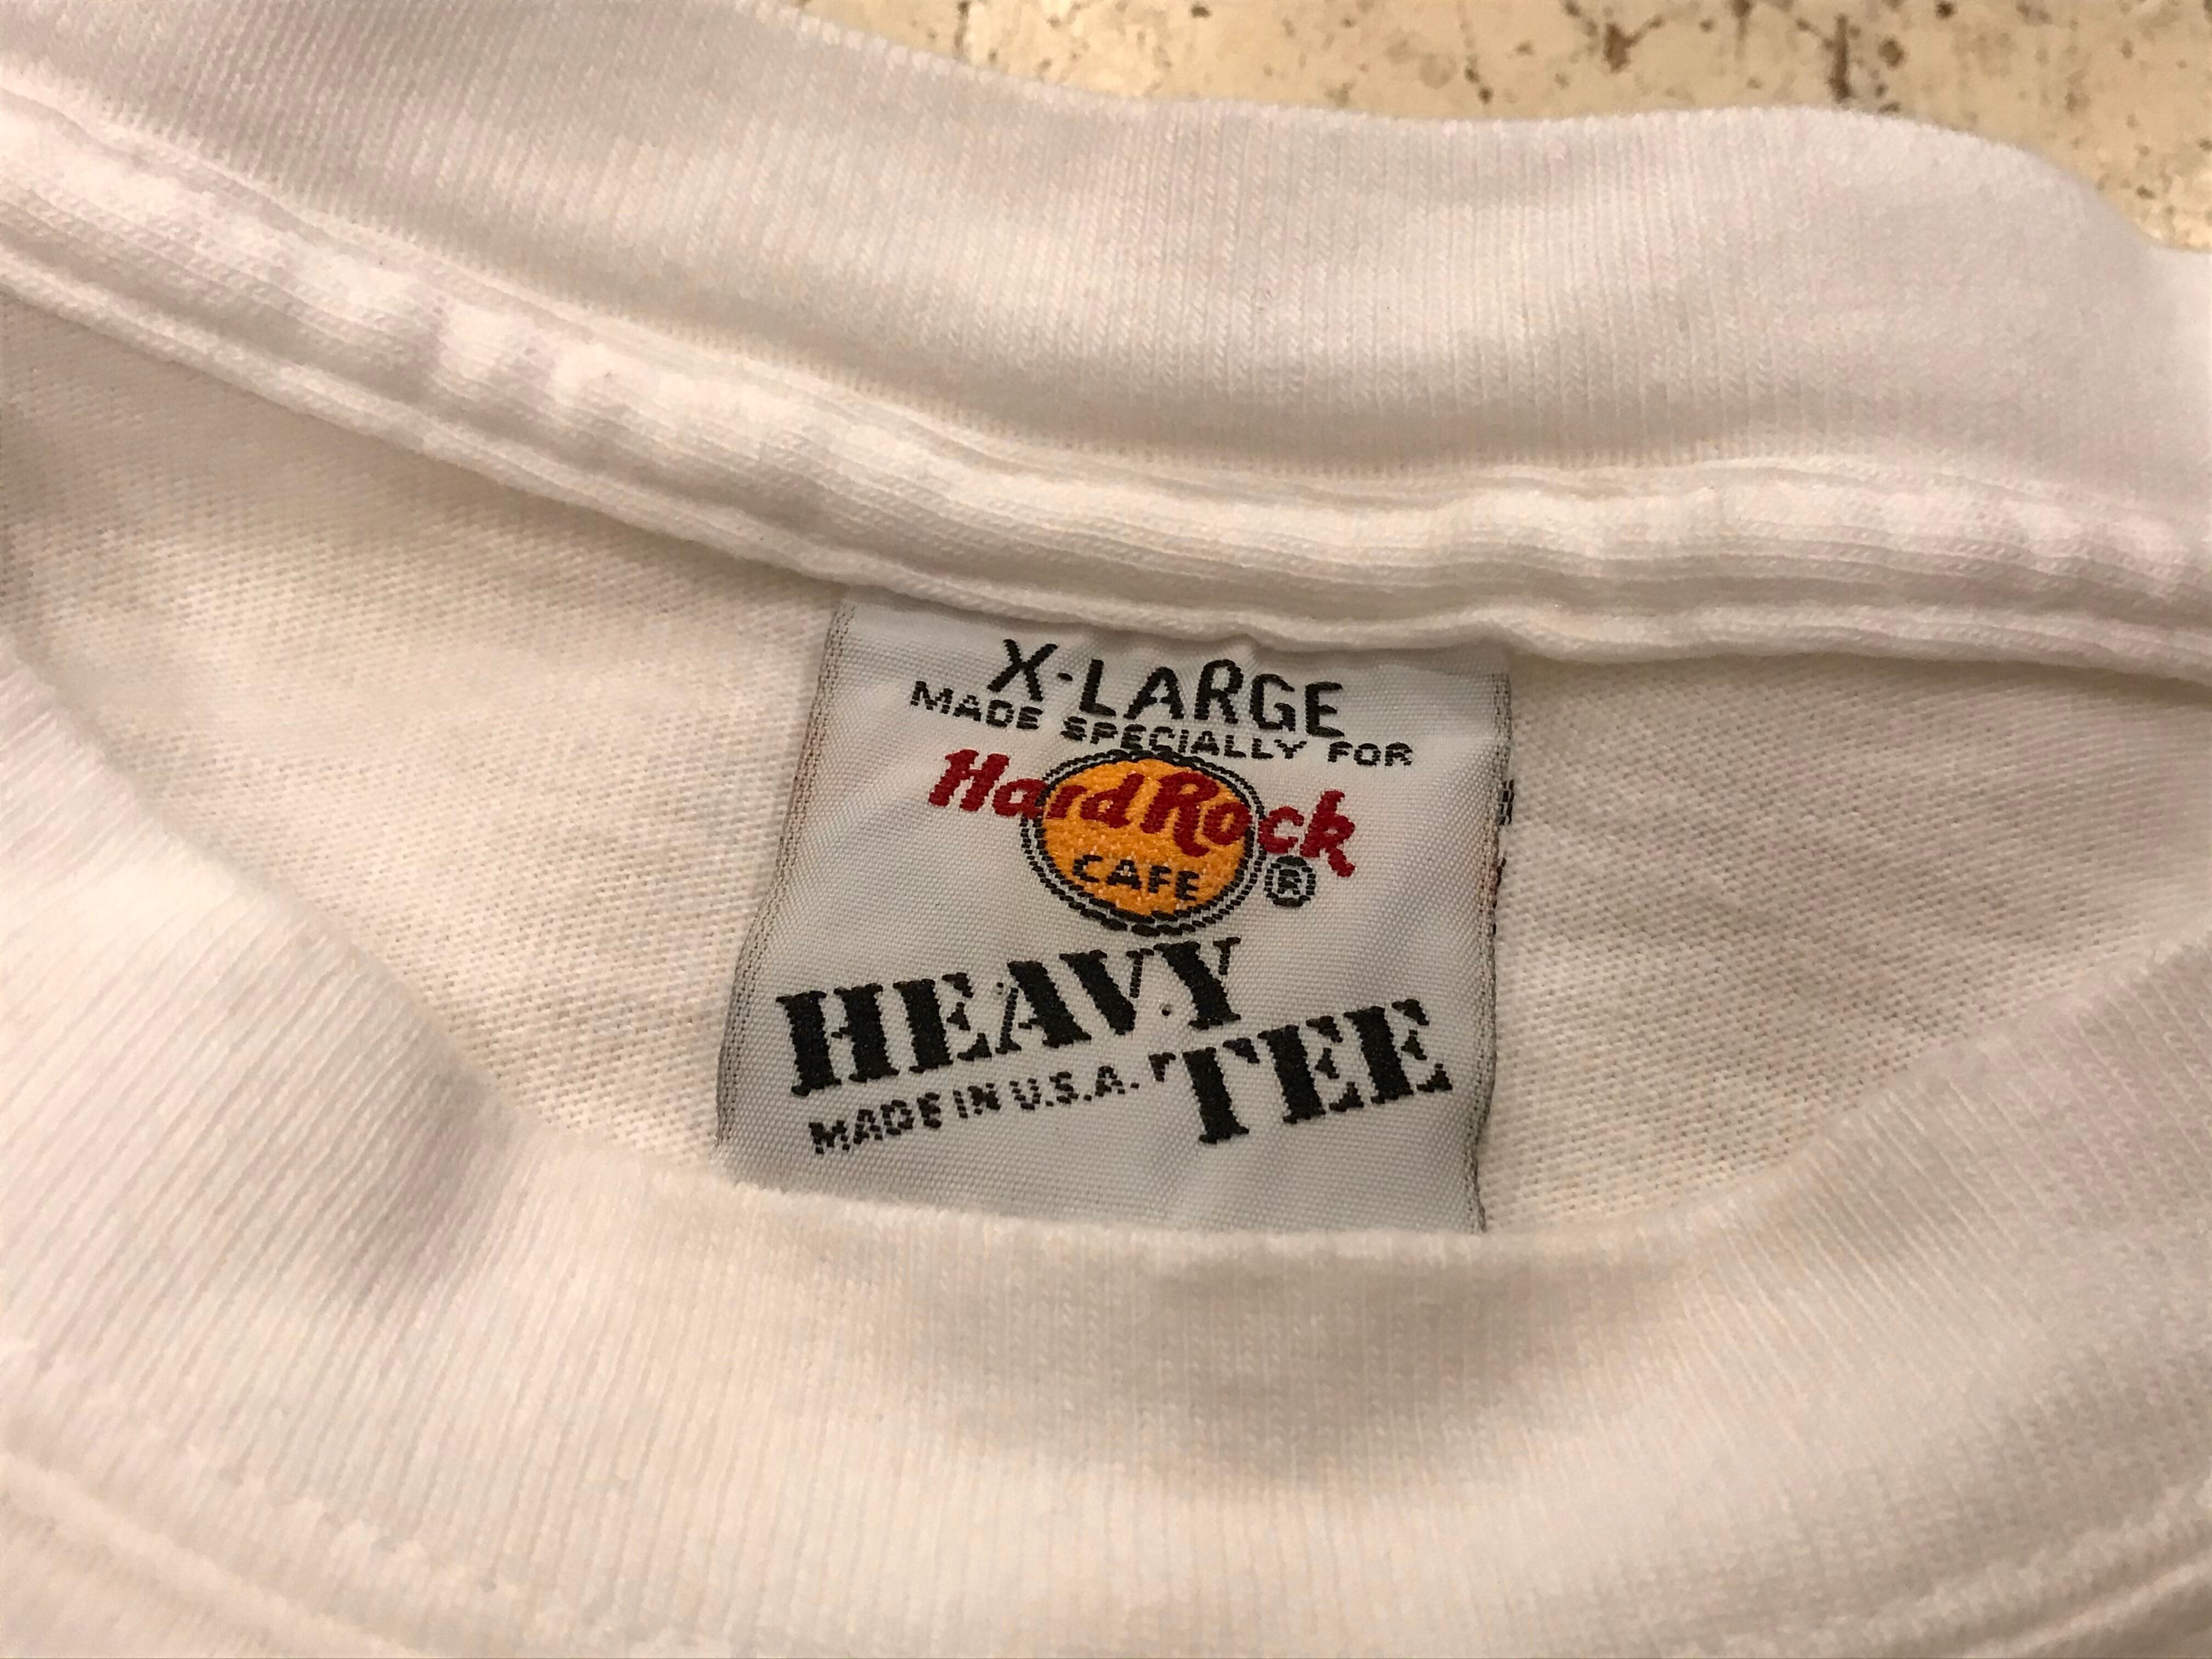 X-LARGE
MADE SPECIALLY FOR
Hard Rock
CAFE ®
HEAVY
TEE
MADE IN U.S.A.